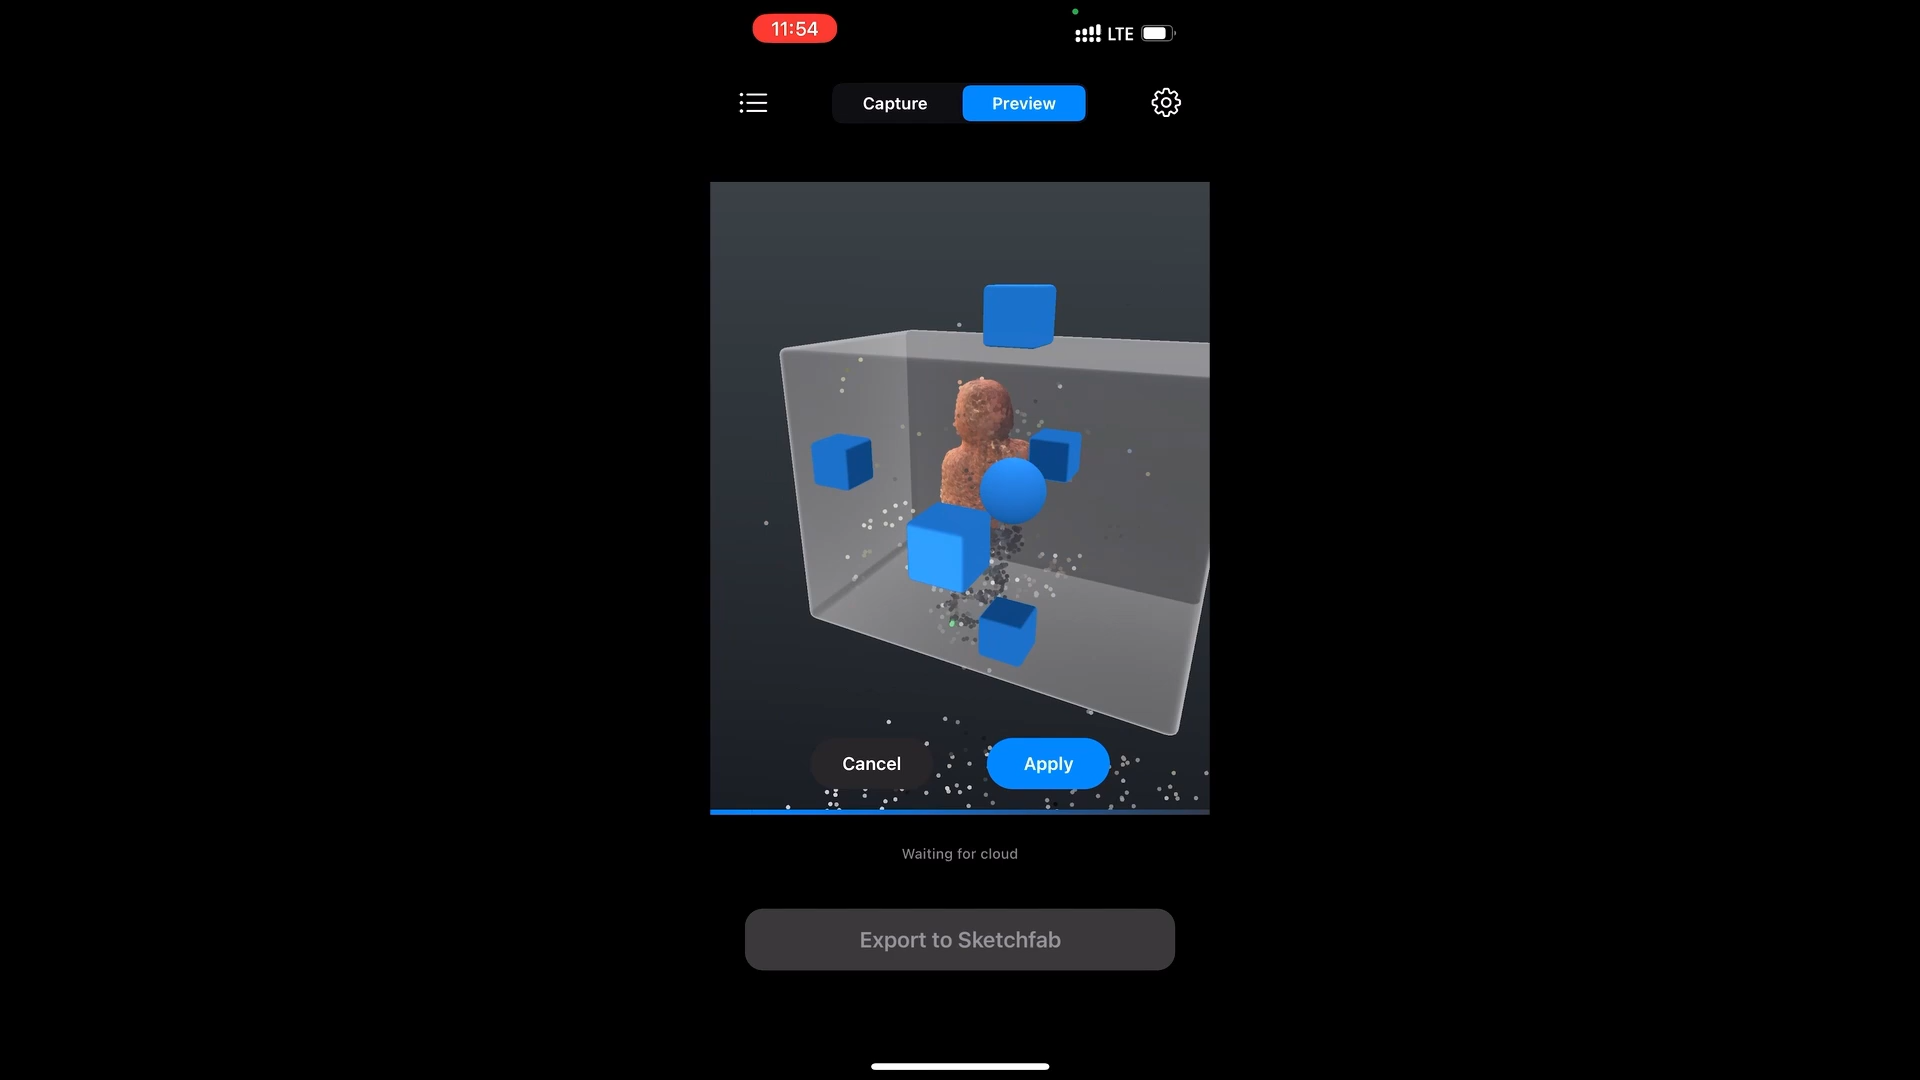 11:54
LTE
Capture
Preview
Cancel
Apply
Waiting for cloud
Export to Sketchfab